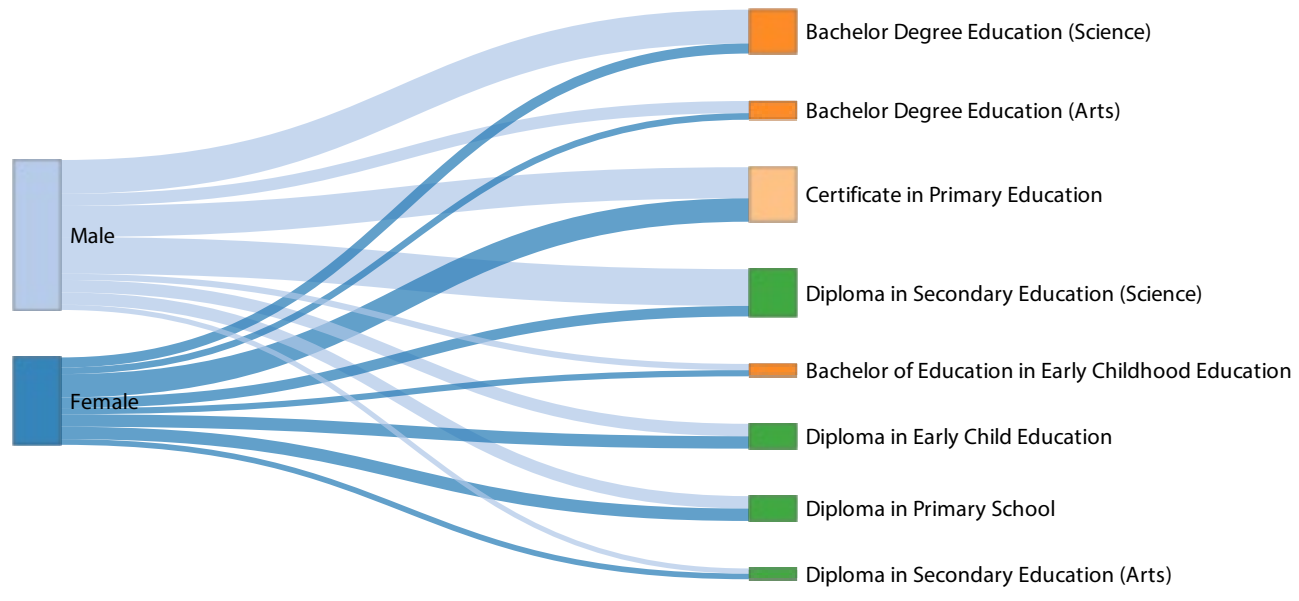 Male
Female
Bachelor Degree Education (Science)
Bachelor Degree Education (Arts)
Certificate in Primary Education
Diploma in Secondary Education (Science)
Bachelor of Education in Early Childhood Education
Diploma in Early Child Education
Diploma in Primary School
Diploma in Secondary Education (Arts)